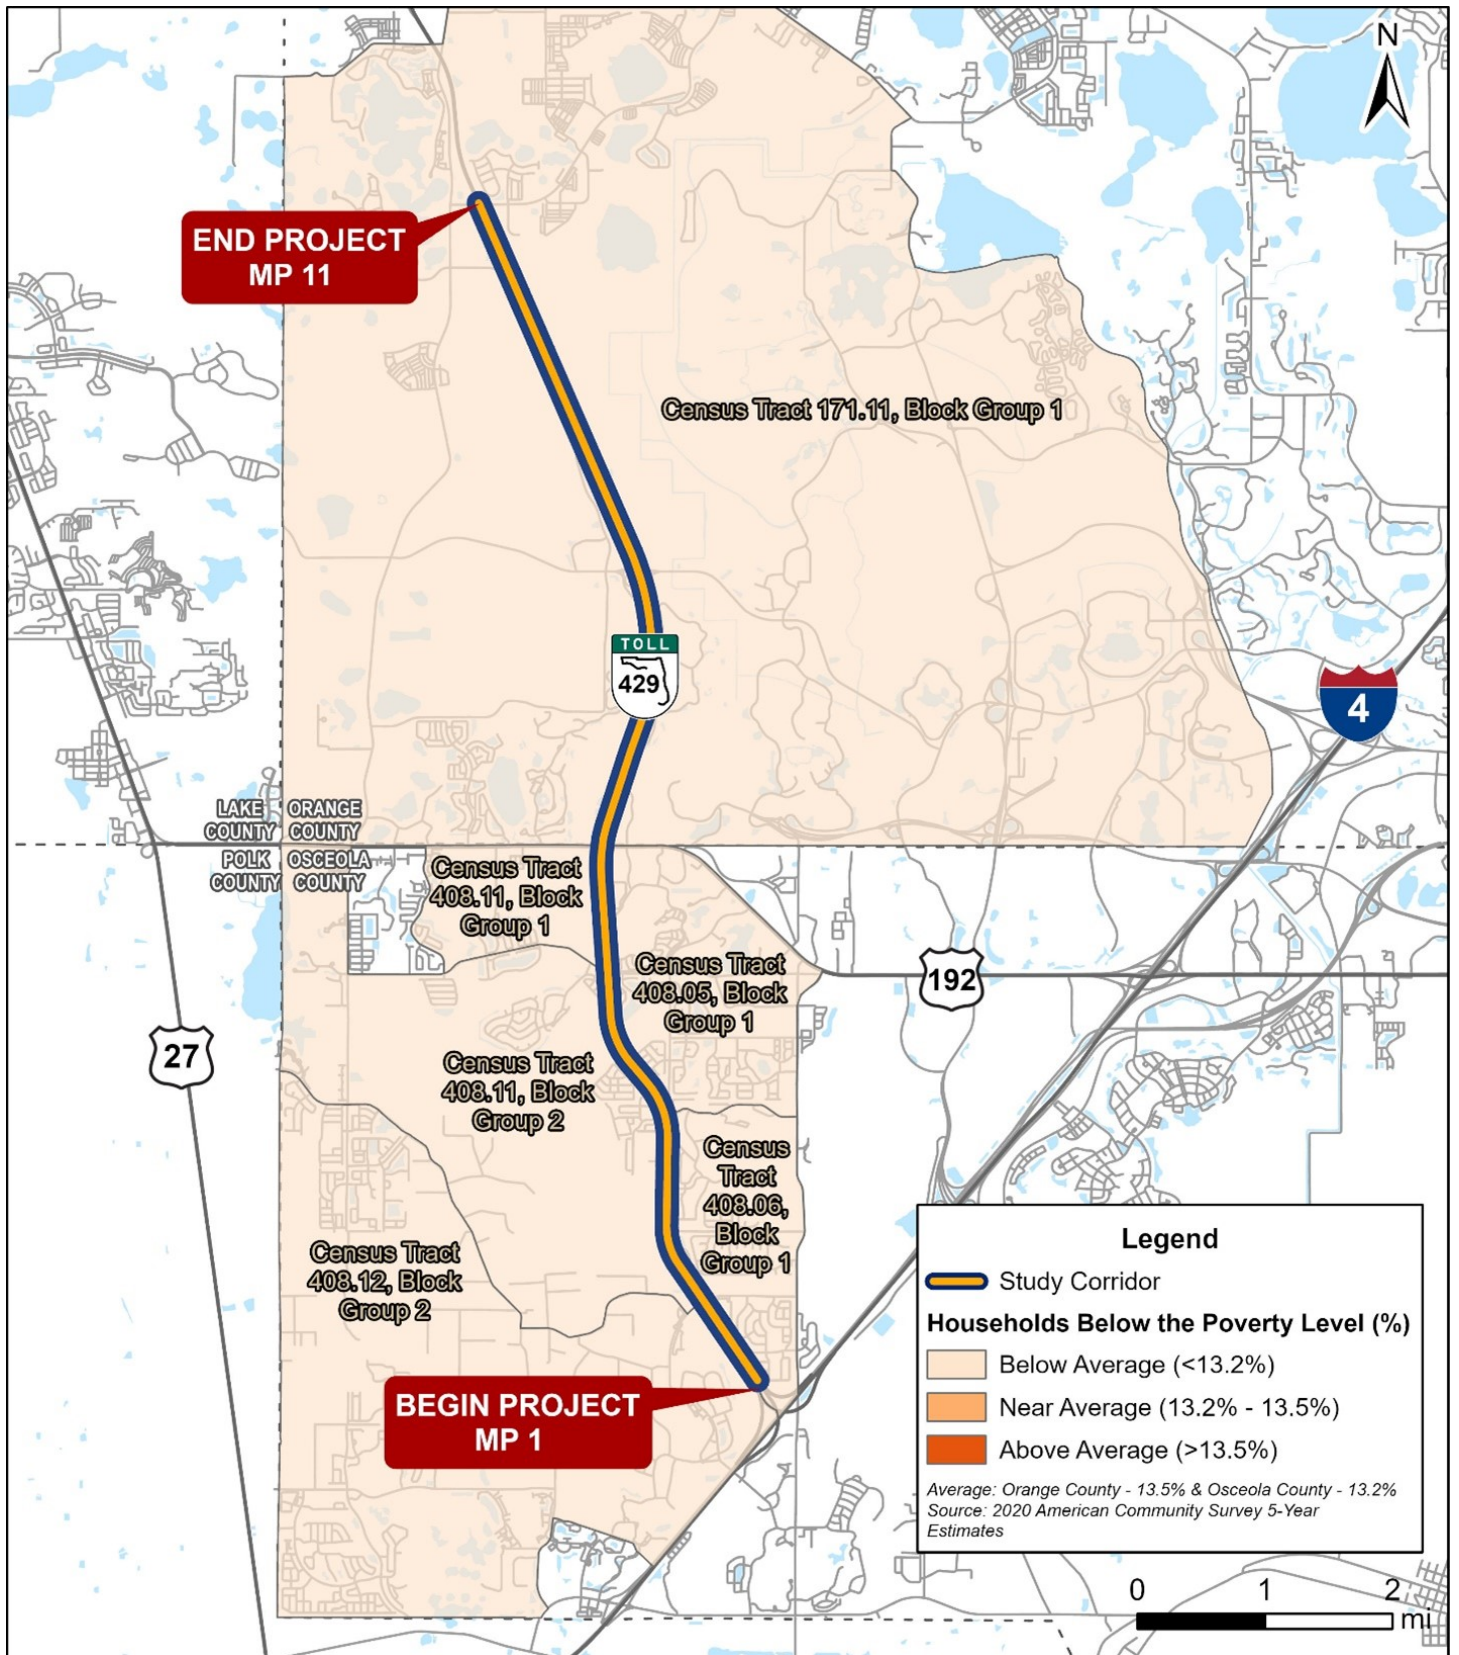 N
END PROJECT
MP 11
Census Tract 171.11, Block Group 1
TOLL
429
4
LAKE COUNTY
ORANGE COUNTY
POLK COUNTY
OSCEOLA COUNTY
Census Tract
408.11, Block
Group 1
Census Tract
408.05, Block
Group 1
192
27
Census Tract
408.11, Block
Group 2
Census
Tract
408.06,
Block
Group 1
Census Tract
408.12, Block
Group 2
BEGIN PROJECT
MP 1
Legend
Study Corridor
Households Below the Poverty Level (%)
Below Average (<13.2%)
Near Average (13.2% - 13.5%)
Above Average (>13.5%)
Average: Orange County - 13.5% & Osceola County - 13.2%
Source: 2020 American Community Survey 5-Year
Estimates
0 1 2
mi